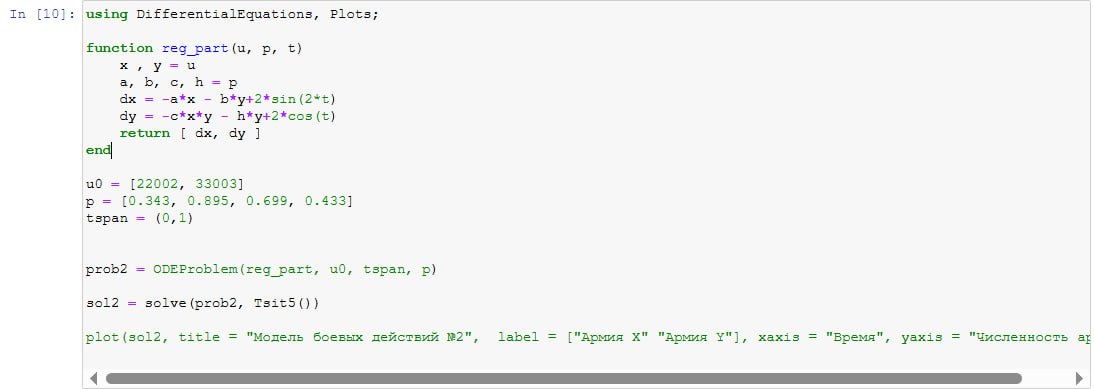 In [10]: using DifferentialEquations, Plots;
function reg_part(u, p, t)
    x , y = u
    a, b, c, h = p
    dx = -a*x - b*y+2*sin(2*t)
    dy = -c*x*y - h*y+2*cos(t)
    return [ dx, dy ]
end
u0 = [22002, 33003]
p = [0.343, 0.895, 0.699, 0.433]
tspan = (0,1)
prob2 = ODEProblem(reg_part, u0, tspan, p)
sol2 = solve(prob2, Tsit5())
plot(sol2, title = "Модель боевых действий №2",  label = ["Армия X" "Армия Y"], xaxis = "Время", yaxis = "Численность ар